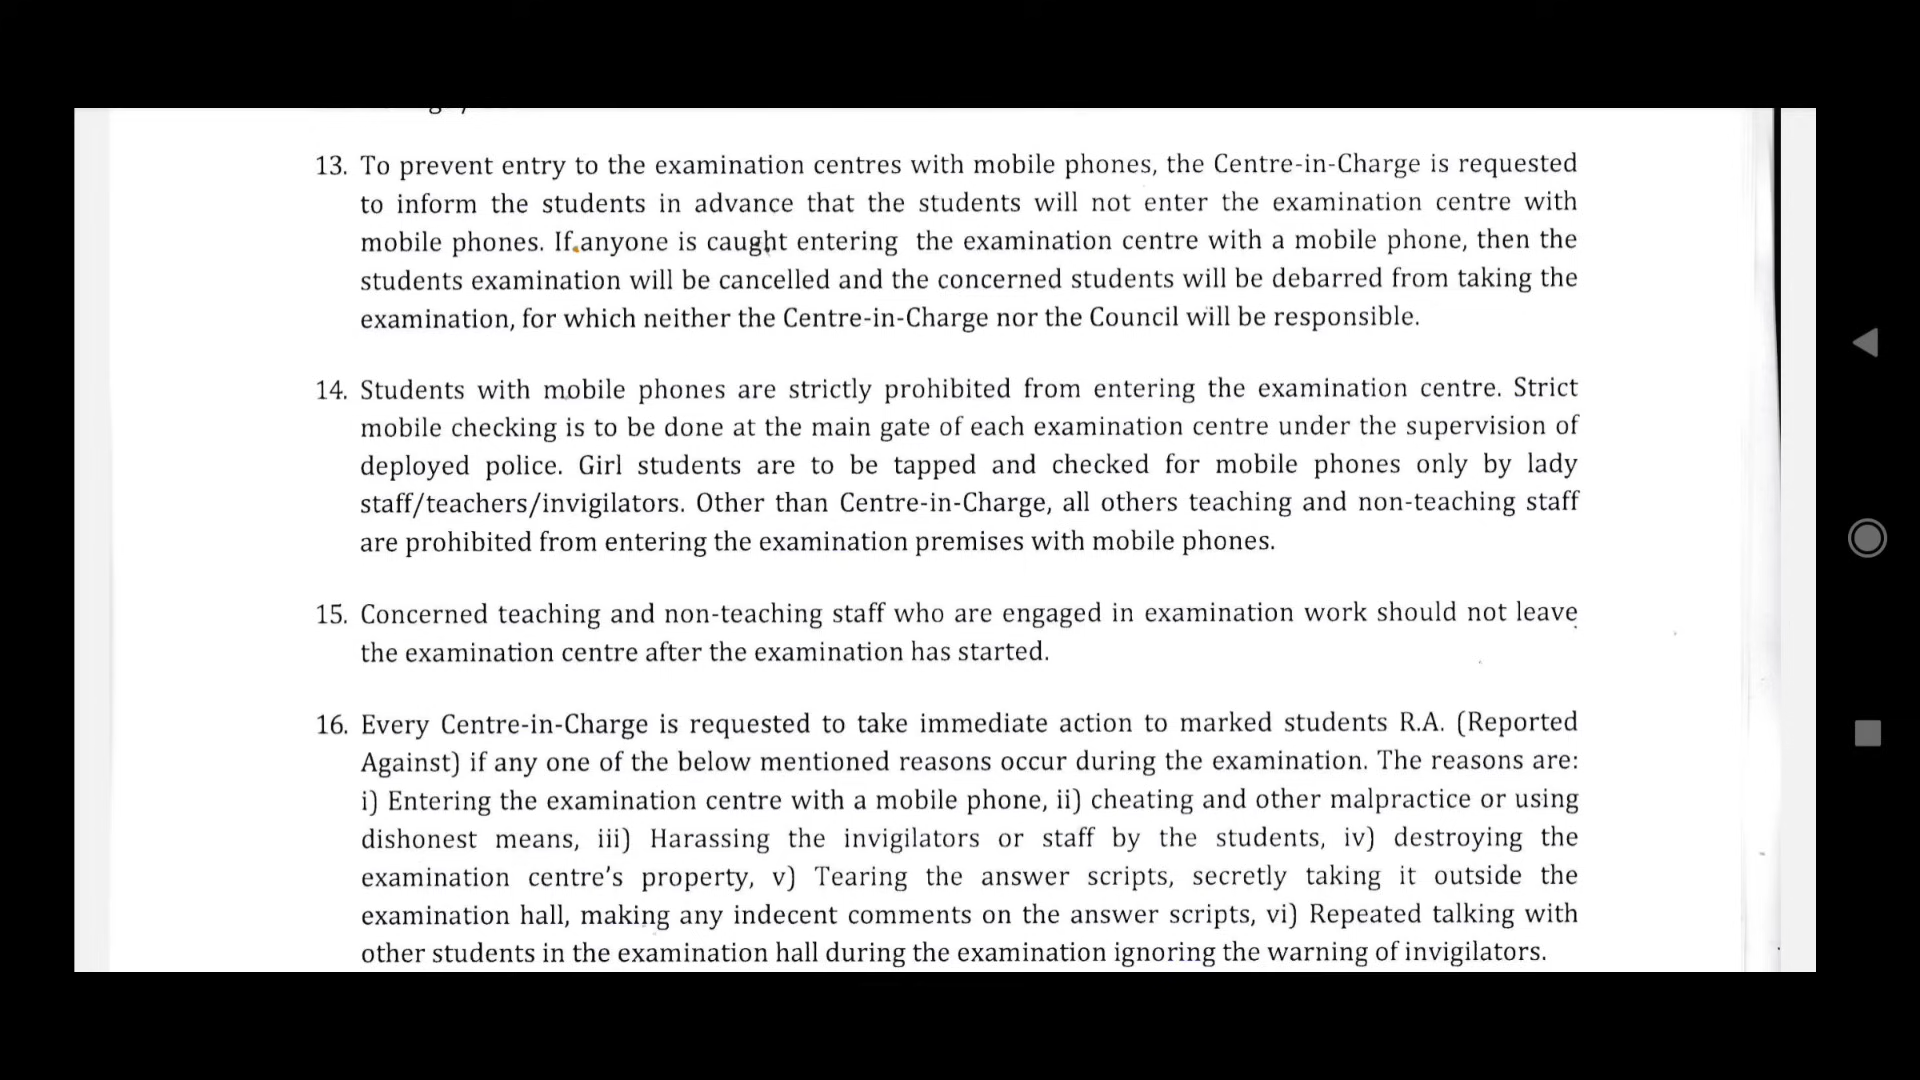 13. To prevent entry to the examination centres with mobile phones, the Centre-in-Charge is requested
to inform the students in advance that the students will not enter the examination centre with
mobile phones. If anyone is caught entering the examination centre with a mobile phone, then the
students examination will be cancelled and the concerned students will be debarred from taking the
examination, for which neither the Centre-in-Charge nor the Council will be responsible.
14. Students with mobile phones are strictly prohibited from entering the examination centre. Strict
mobile checking is to be done at the main gate of each examination centre under the supervision of
deployed police. Girl students are to be tapped and checked for mobile phones only by lady
staff/teachers/invigilators. Other than Centre-in-Charge, all others teaching and non-teaching staff
are prohibited from entering the examination premises with mobile phones.
15. Concerned teaching and non-teaching staff who are engaged in examination work should not leave
the examination centre after the examination has started.
16. Every Centre-in-Charge is requested to take immediate action to marked students R.A. (Reported
Against) if any one of the below mentioned reasons occur during the examination. The reasons are:
i) Entering the examination centre with a mobile phone, ii) cheating and other malpractice or using
dishonest means, iii) Harassing the invigilators or staff by the students, iv) destroying the
examination centre's property, v) Tearing the answer scripts, secretly taking it outside the
examination hall, making any indecent comments on the answer scripts, vi) Repeated talking with
other students in the examination hall during the examination ignoring the warning of invigilators.